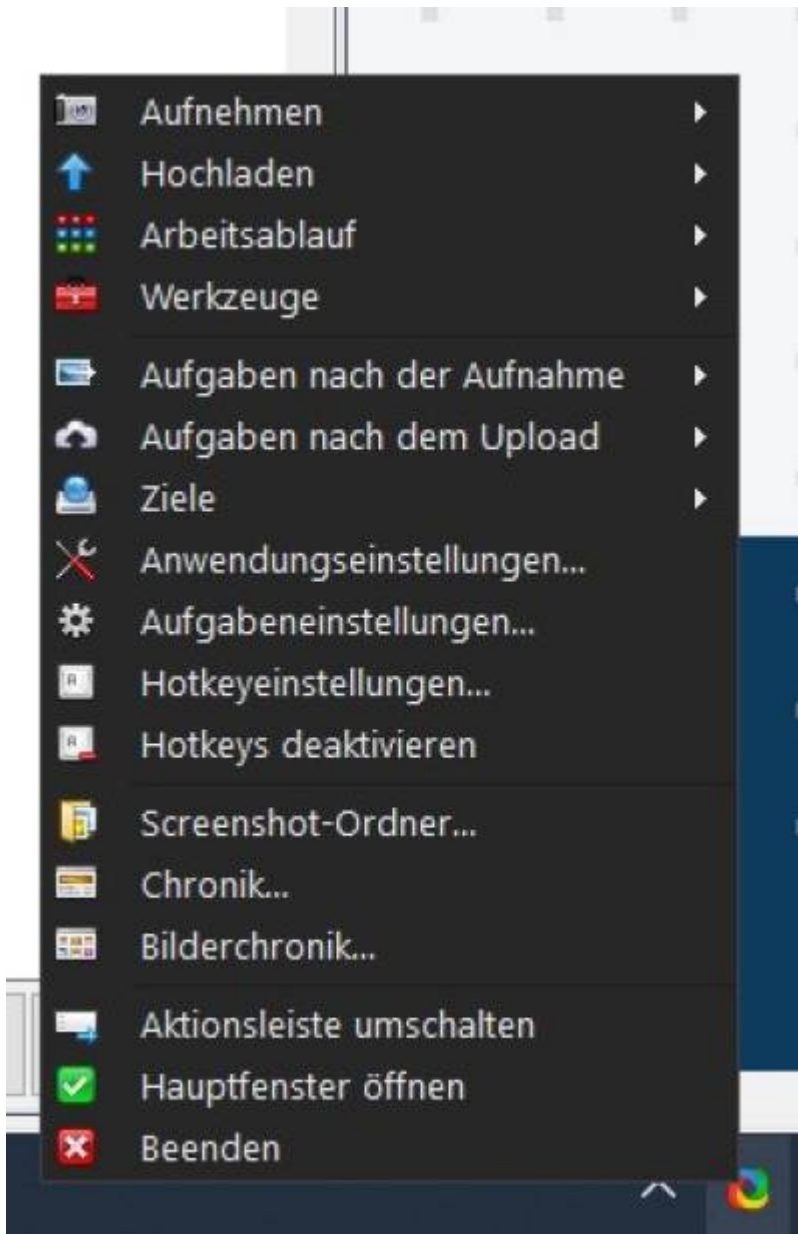 Aufnehmen
Hochladen
Arbeitsablauf
Werkzeuge
Aufgaben nach der Aufnahme
Aufgaben nach dem Upload
Ziele
Anwendungseinstellungen...
Aufgabeneinstellungen...
Hotkeyeinstellungen...
Hotkeys deaktivieren
Screenshot-Ordner...
Chronik...
Bilderchronik...
Aktionsleiste umschalten
Hauptfenster öffnen
Beenden